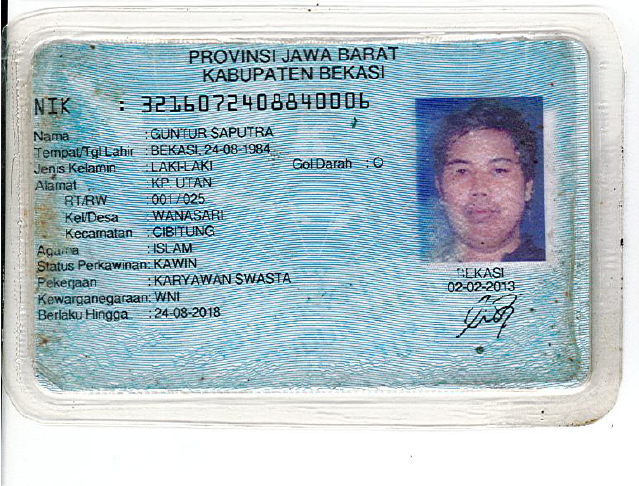 PROVINSI JAWA BARAT
KABUPATEN BEKASI
NIK : 3216072408840006
Nama : GUNTUR SAPUTRA
Tempat/Tgl Lahir : BEKASI, 24-08-1984
Jenis Kelamin : LAKI-LAKI Gol.Darah : O
Alamat : KP. UTAN
RT/RW : 001 / 025
Kel/Desa : WANASARI
Kecamatan : CIBITUNG
Agama : ISLAM
Status Perkawinan: KAWIN
Pekerjaan : KARYAWAN SWASTA
Kewarganegaraan: WNI
Berlaku Hingga : 24-08-2018
BEKASI
02-02-2013